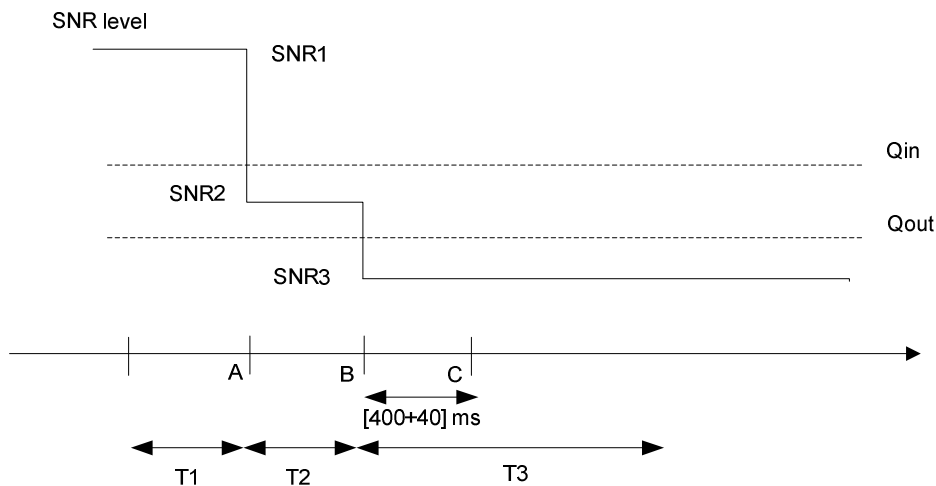 SNR level
SNR1
Qin
SNR2
Qout
SNR3
A
B
C
[400+40] ms
T1
T2
T3